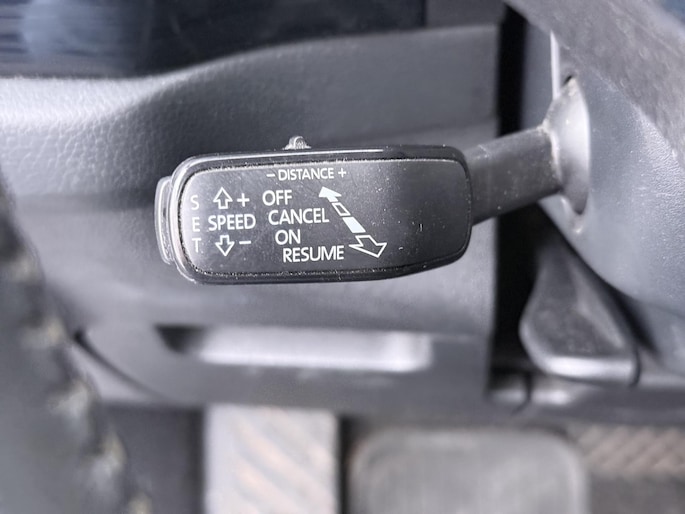 - DISTANCE +
S + OFF
E SPEED CANCEL
T - ON
RESUME